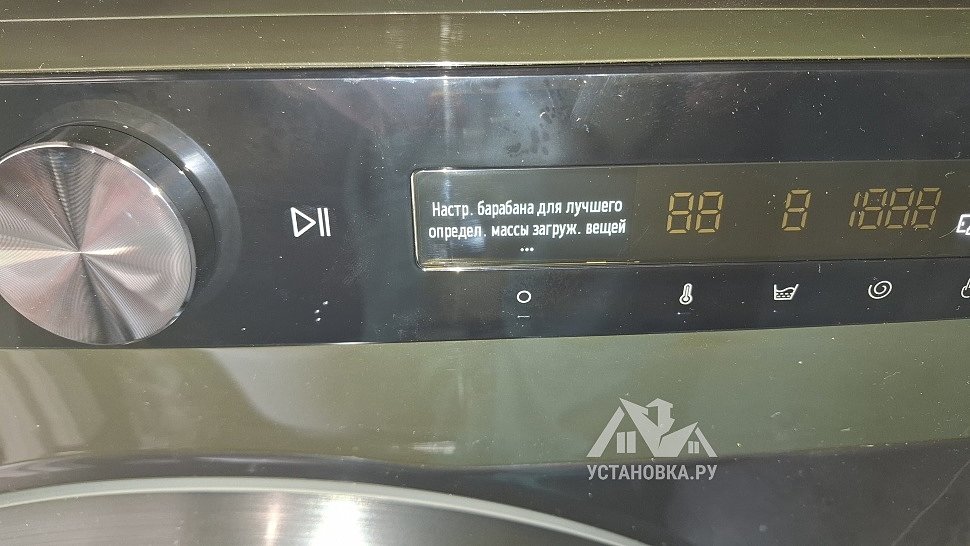 Настр. барабана для лучшего
определ. массы загруж. вещей
...
88 8 1888
УСТАНОВКА.РУ